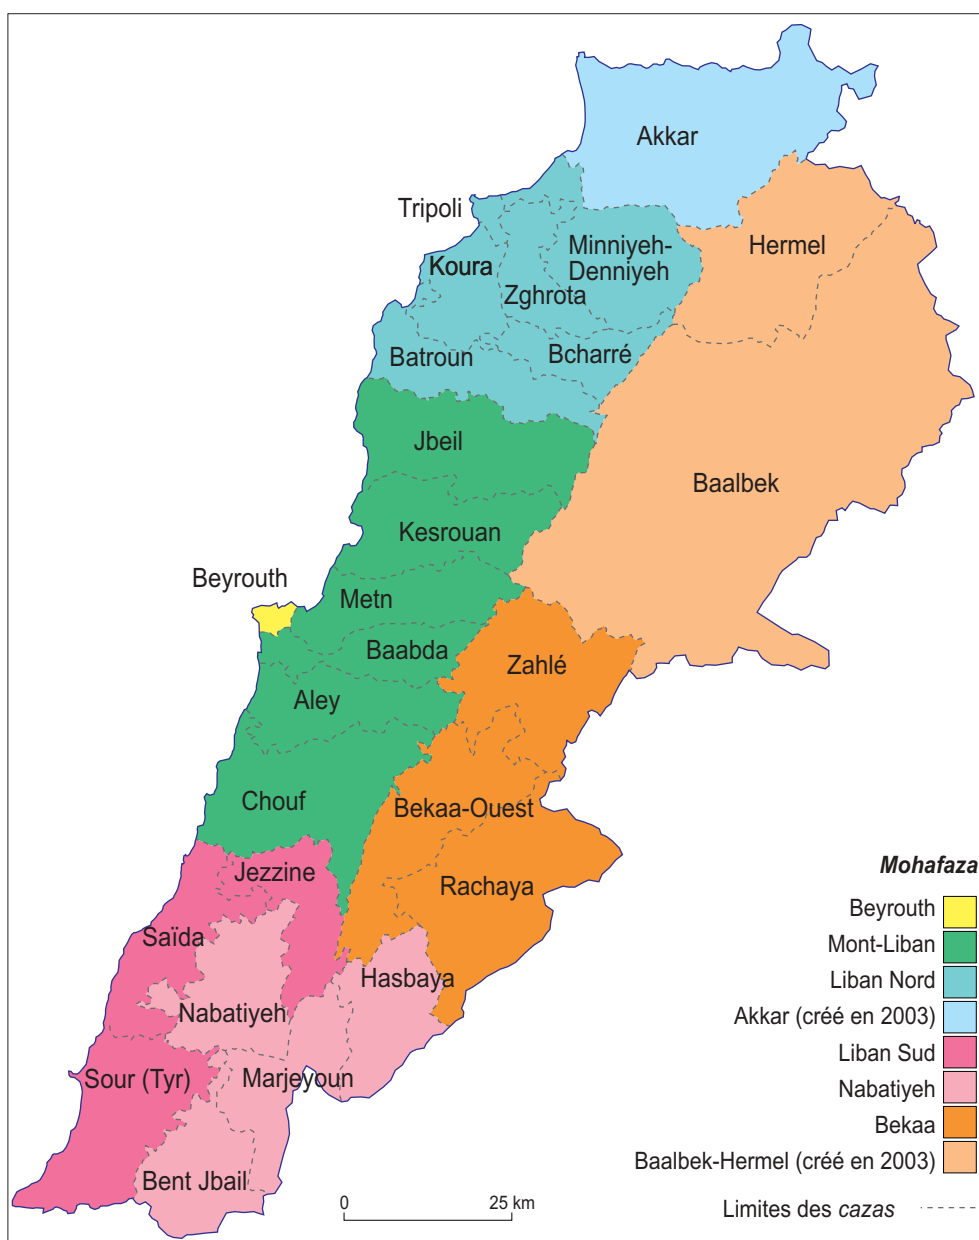 Akkar
Tripoli
Hermel
Minniyeh-
Denniyeh
Koura
Zghrota
Batroun
Bcharré
Jbeil
Baalbek
Kesrouan
Beyrouth
Metn
Baabda
Zahlé
Aley
Chouf
Bekaa-Ouest
Jezzine
Rachaya
Saïda
Hasbaya
Nabatiyeh
Sour (Tyr)
Marjeyoun
Bent Jbail
0 25 km
Mohafaza
Beyrouth
Mont-Liban
Liban Nord
Akkar (créé en 2003)
Liban Sud
Nabatiyeh
Bekaa
Baalbek-Hermel (créé en 2003)
Limites des cazas